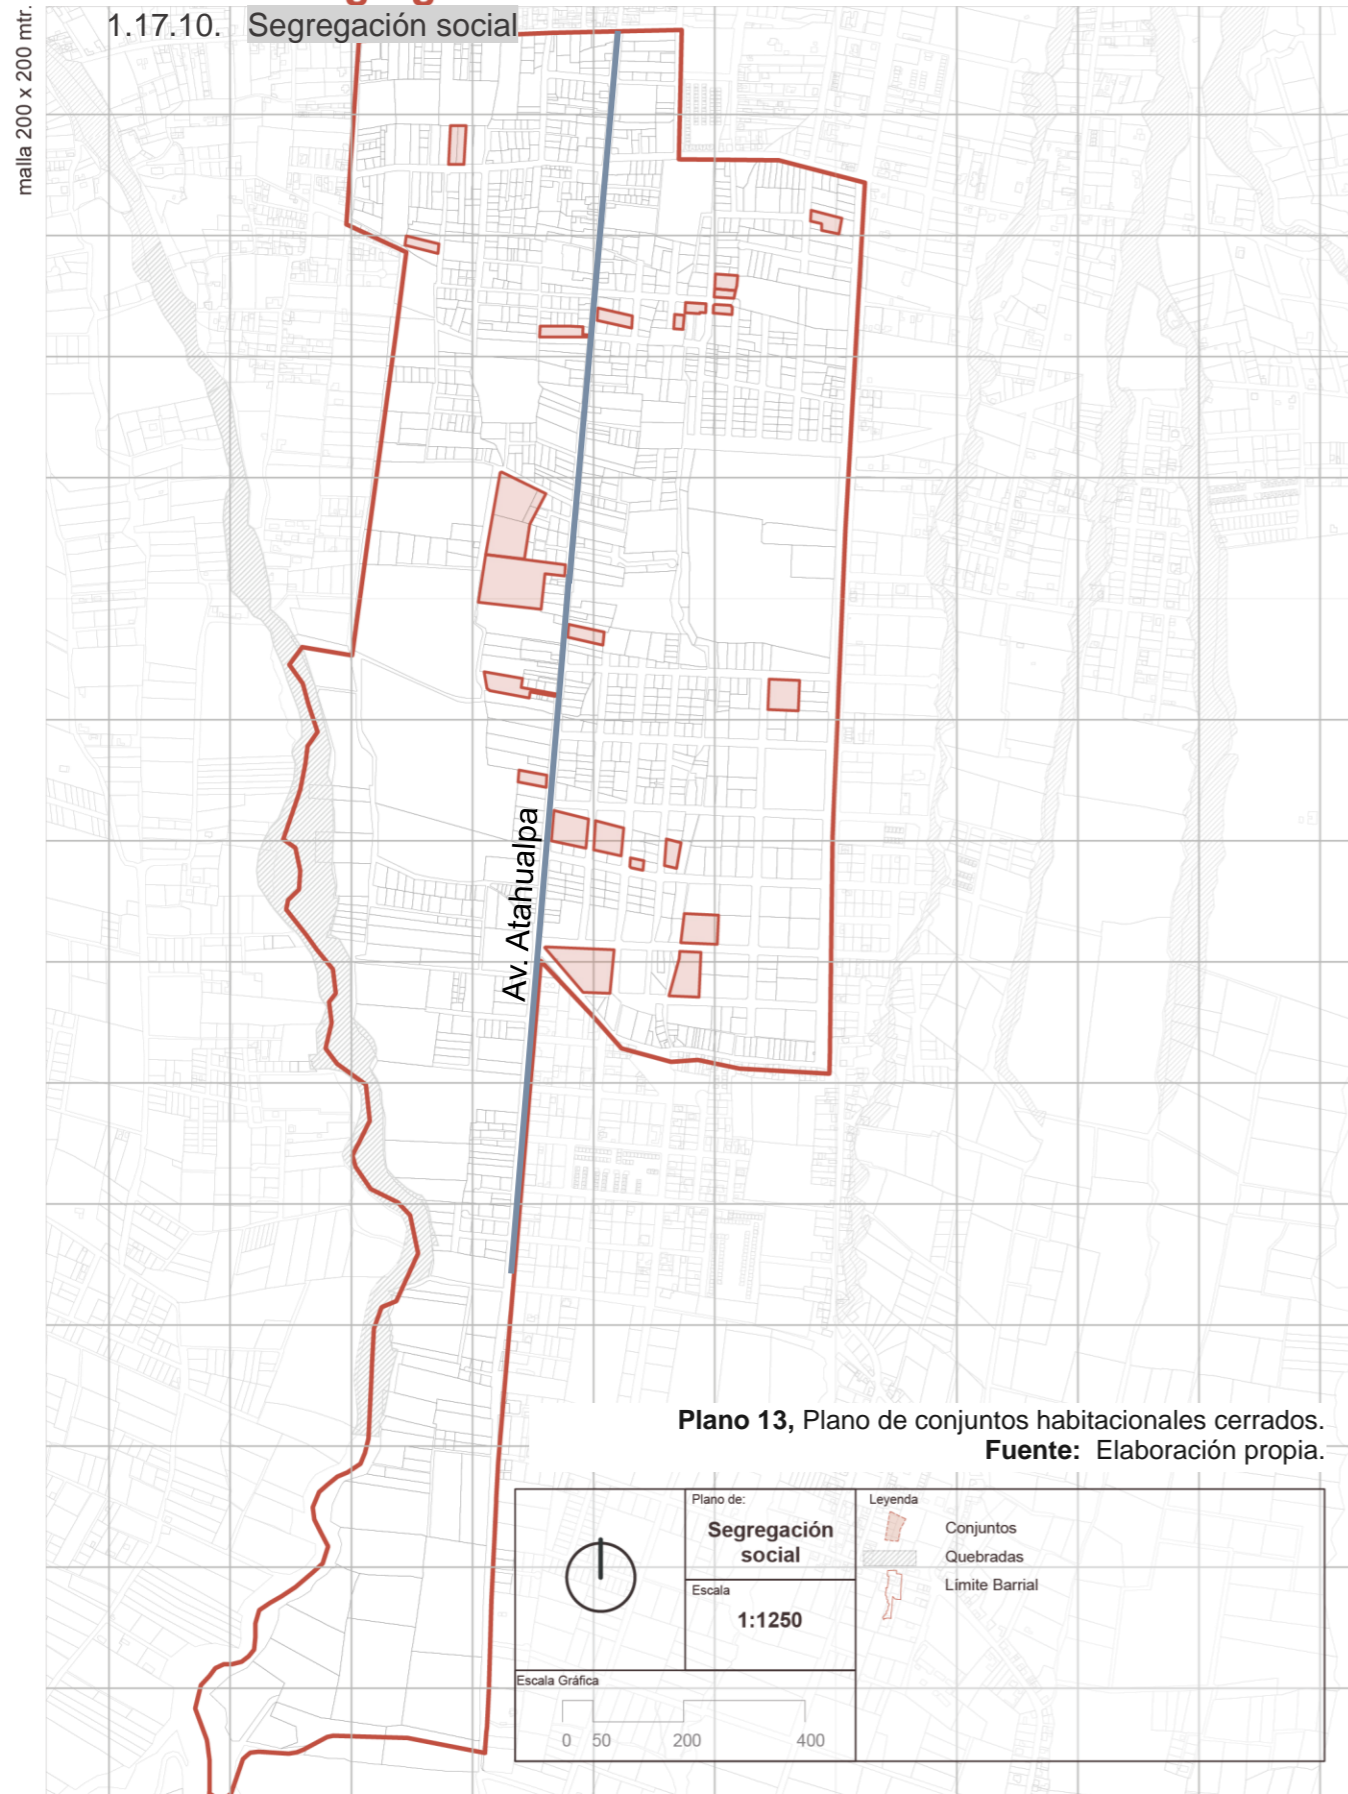 malla 200 x 200 mtr.
1.17.10. Segregación social
Av. Atahualpa
Plano 13, Plano de conjuntos habitacionales cerrados.
Fuente: Elaboración propia.
Plano de:
Segregación
social
Escala
1:1250
Escala Gráfica
0 50 200 400
Leyenda
Conjuntos
Quebradas
Límite Barrial